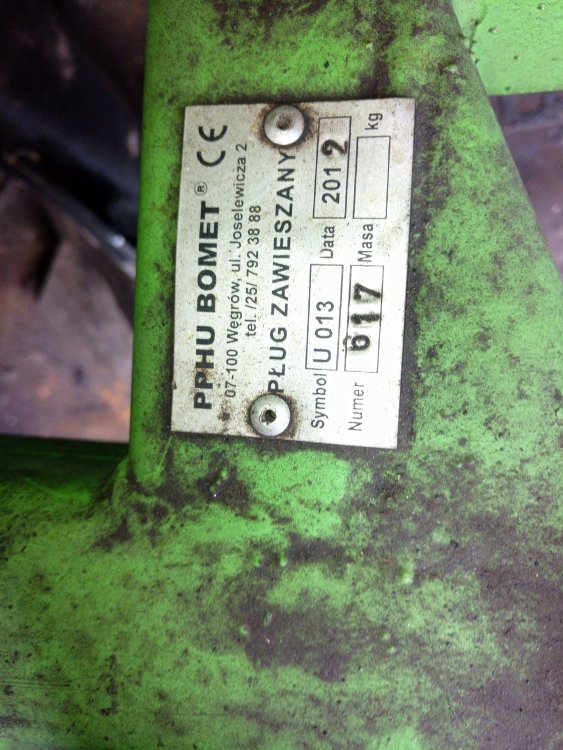 PPHU BOMET® CE
07-100 Węgrów, ul. Joselewicza 2
tel. /25/ 792 38 88
PŁUG ZAWIESZANY
Symbol U 013 Data 2012
Numer 617 Masa kg